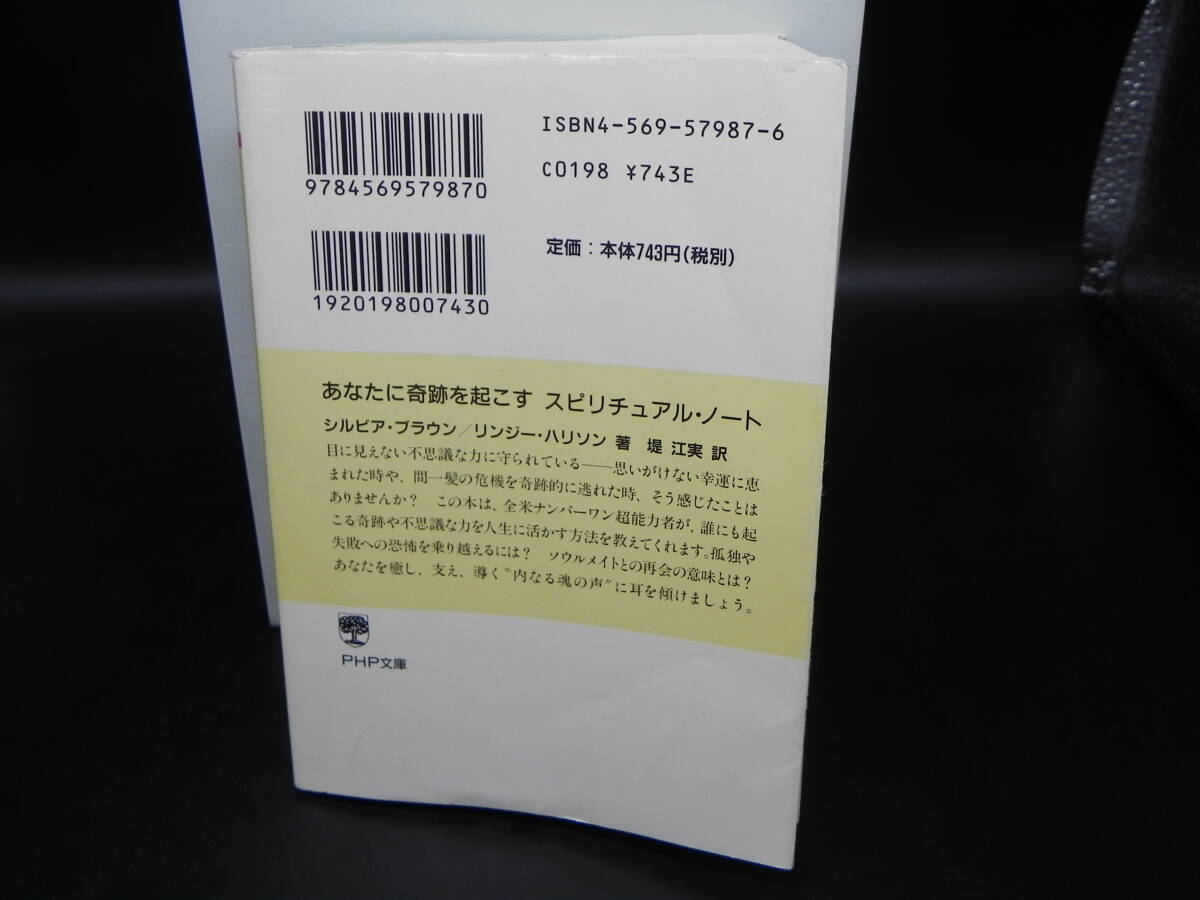 ISBN4-569-57987-6
C0198 ¥743E
9784569579870
定価：本体743円(税別)
1920198007430
あなたに奇跡を起こす スピリチュアル・ノート
シルビア・ブラウン／リンジー・ハリソン 著 堤 江実 訳
目に見えない不思議な力に守られている――思いがけない幸運に恵
まれた時や、間一髪の危機を奇跡的に逃れた時、そう感じたことは
ありませんか？ この本は、全米ナンバーワン超能力者が、誰にも起
こる奇跡や不思議な力を人生に活かす方法を教えてくれます。孤独や
失敗への恐怖を乗り越えるには？ ソウルメイトとの再会の意味とは？
あなたを癒し、支え、導く〝内なる魂の声〟に耳を傾けましょう。
PHP文庫